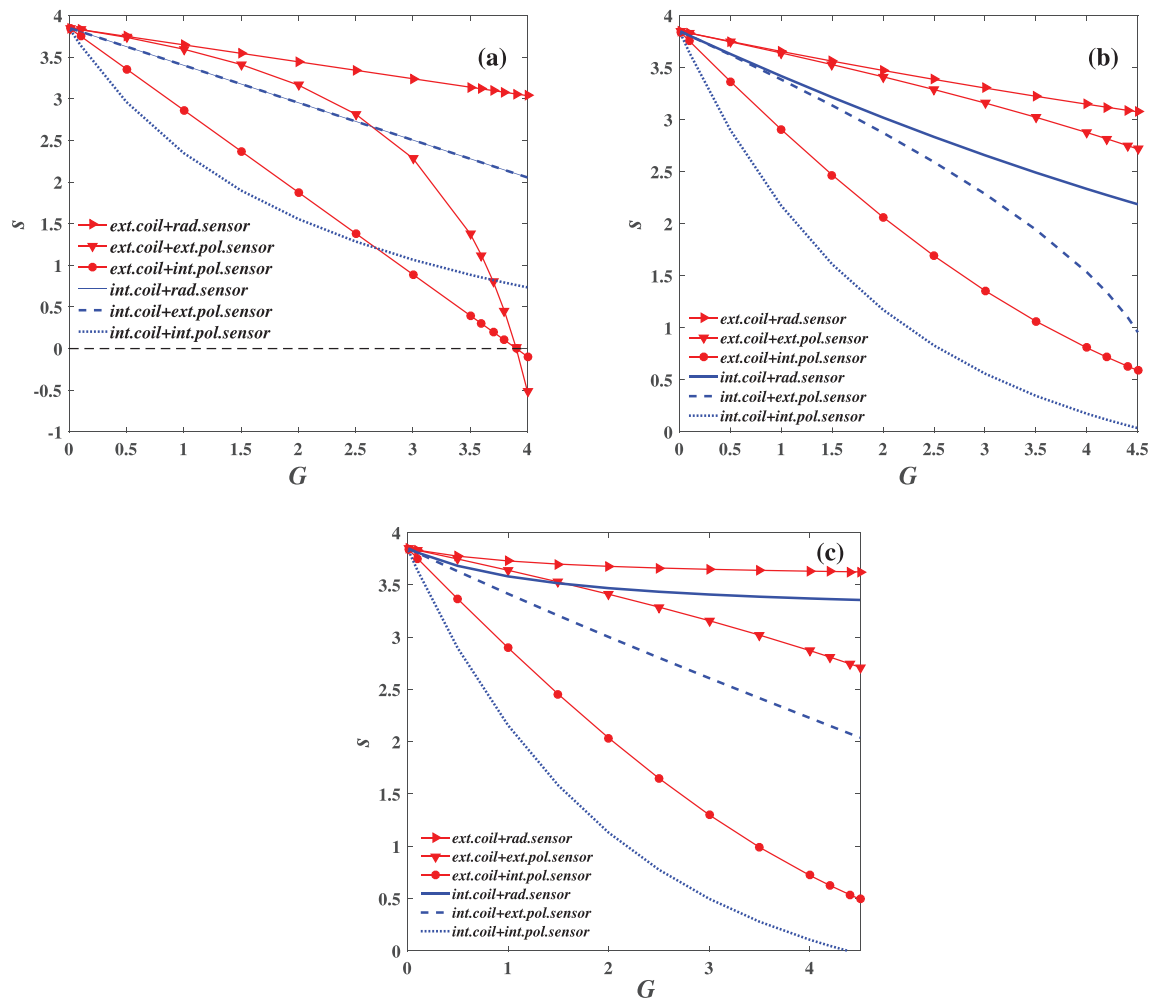 (a)
4
3.5
3
2.5
2
1.5
1
0.5
0
-0.5
-1
s
ext.coil+rad.sensor
ext.coil+ext.pol.sensor
ext.coil+int.pol.sensor
int.coil+rad.sensor
int.coil+ext.pol.sensor
int.coil+int.pol.sensor
0 0.5 1 1.5 2 2.5 3 3.5 4
G
(b)
4
3.5
3
2.5
2
1.5
1
0.5
0
s
ext.coil+rad.sensor
ext.coil+ext.pol.sensor
ext.coil+int.pol.sensor
int.coil+rad.sensor
int.coil+ext.pol.sensor
int.coil+int.pol.sensor
0 0.5 1 1.5 2 2.5 3 3.5 4 4.5
G
(c)
4
3.5
3
2.5
2
1.5
1
0.5
0
s
ext.coil+rad.sensor
ext.coil+ext.pol.sensor
ext.coil+int.pol.sensor
int.coil+rad.sensor
int.coil+ext.pol.sensor
int.coil+int.pol.sensor
0 1 2 3 4
G